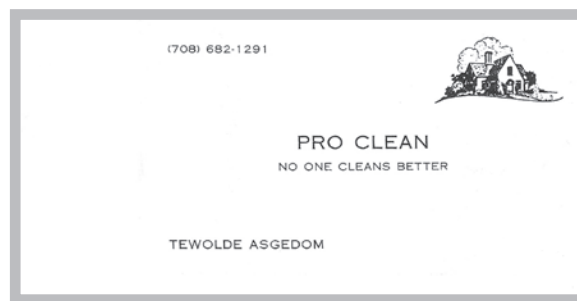 (708) 682-1291
PRO CLEAN
NO ONE CLEANS BETTER
TEWOLDE ASGEDOM